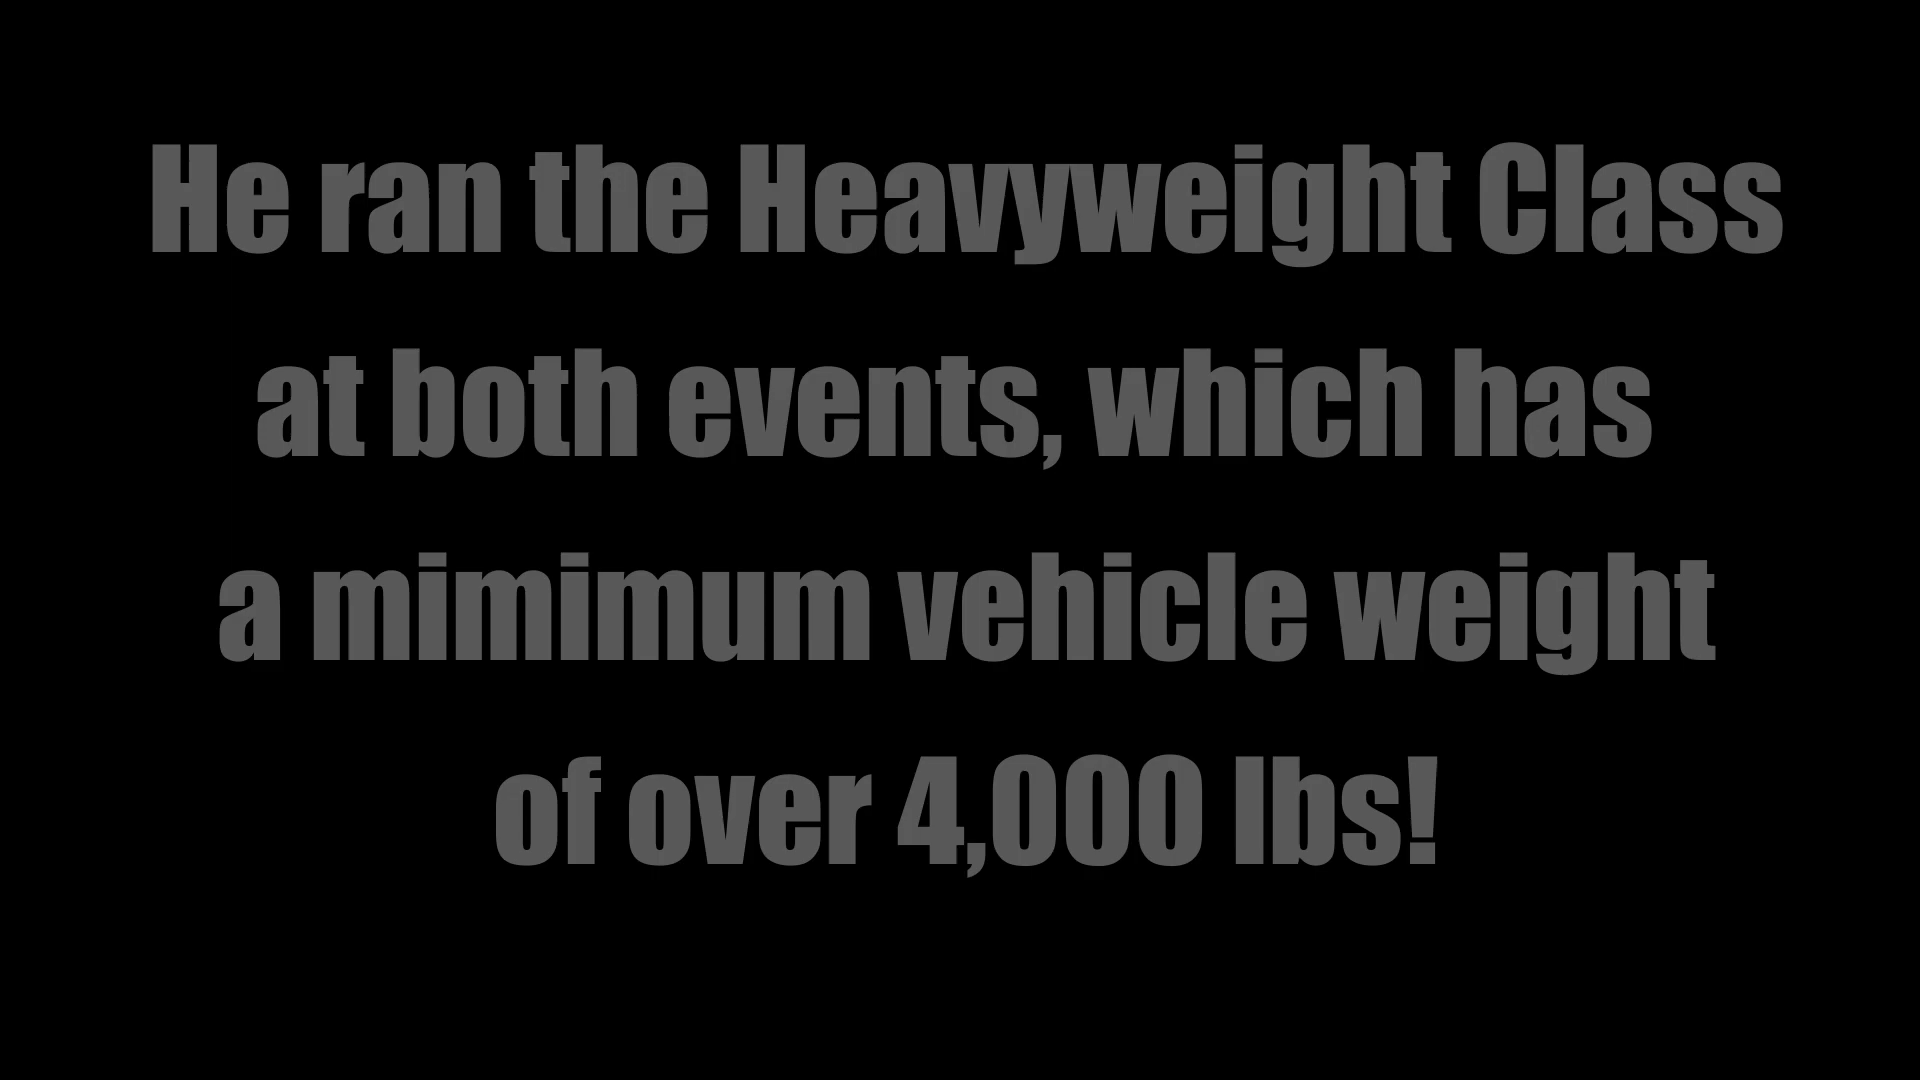 He ran the Heavyweight Class
at both events, which has
a mimimum vehicle weight
of over 4,000 lbs!